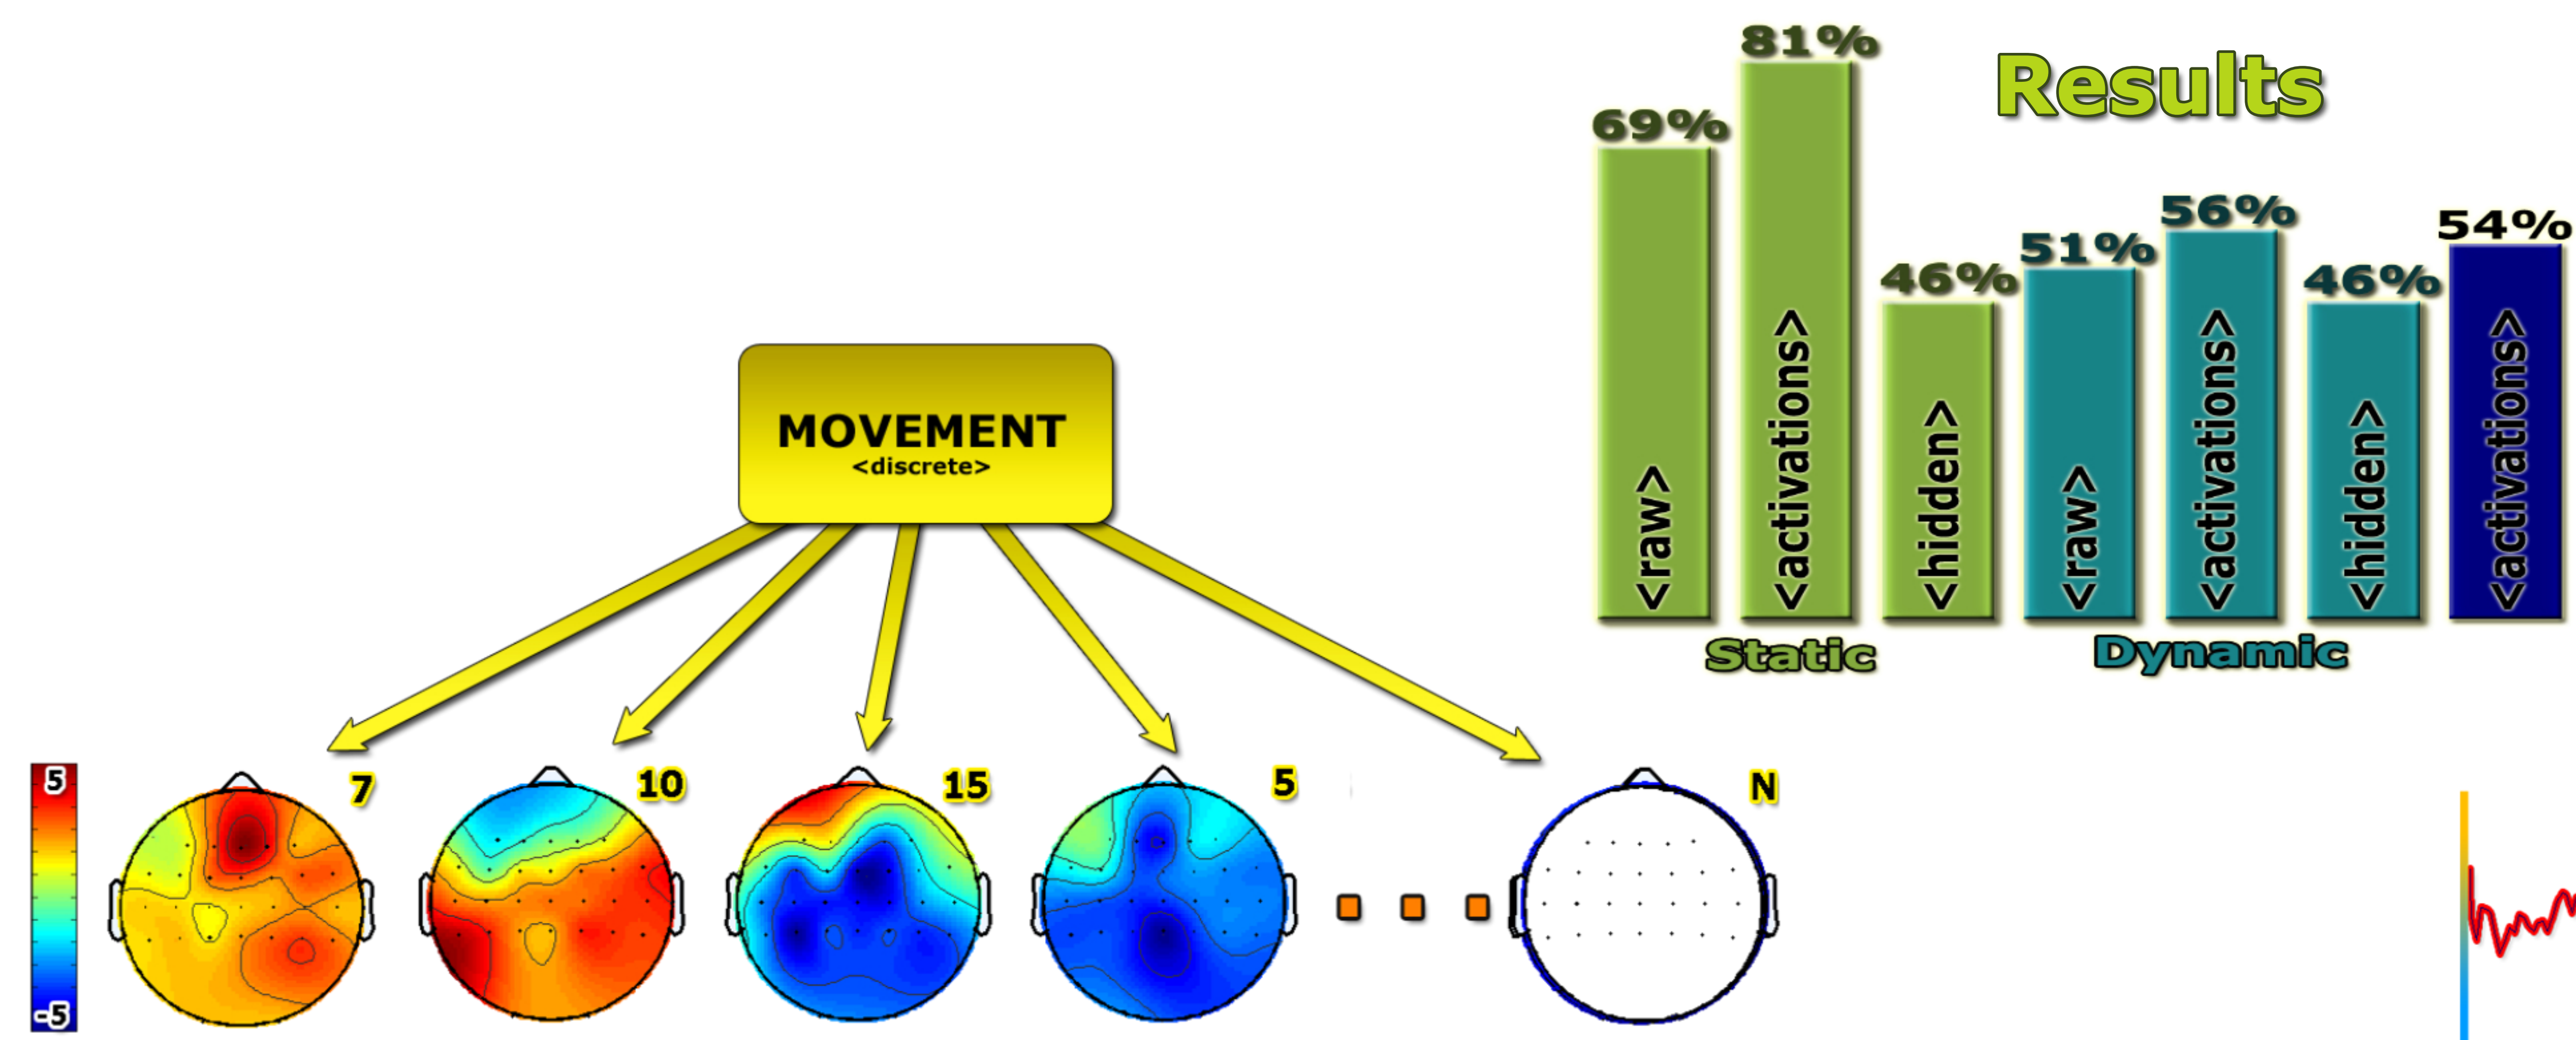 Results
81%
69%
46%
51%
56%
46%
54%
<raw>
<activations>
<hidden>
<raw>
<activations>
<hidden>
<activations>
Static
Dynamic
MOVEMENT
<discrete>
5
-5
7
10
15
5
N